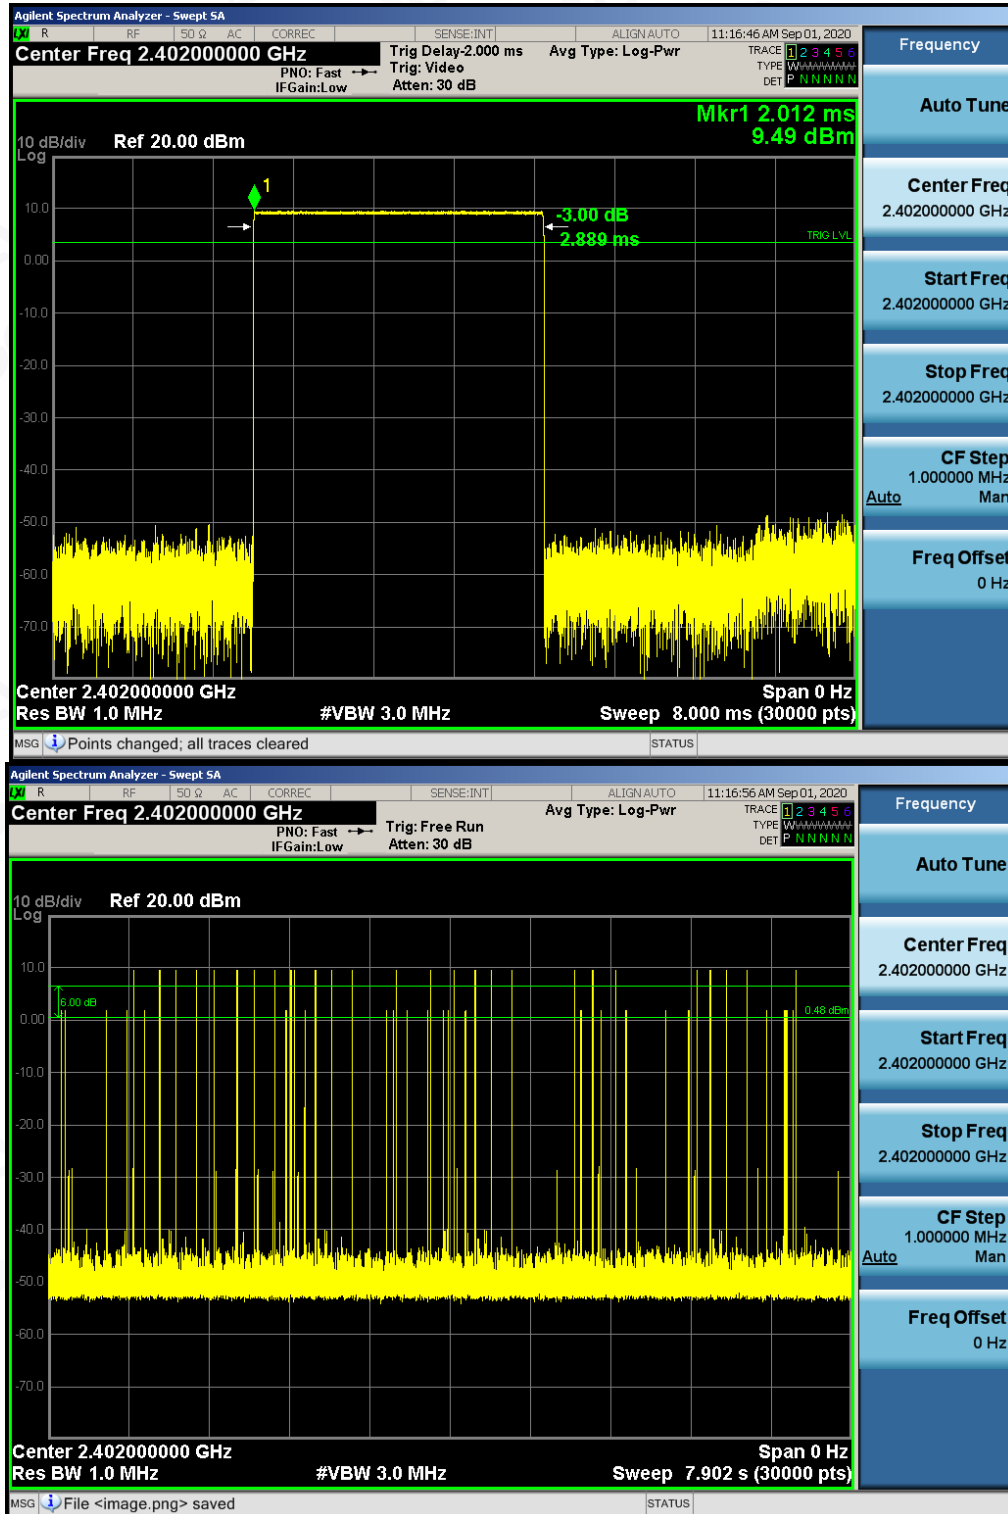 Agilent Spectrum Analyzer - Swept SA
LXI R RF 50 Ω AC CORREC SENSE:INT ALIGN AUTO 11:16:46 AM Sep 01, 2020
Center Freq 2.402000000 GHz
PNO: Fast
IFGain:Low
Trig Delay-2.000 ms
Trig: Video
Atten: 30 dB
Avg Type: Log-Pwr
TRACE 1 2 3 4 5 6
TYPE WWWWWW
DET P N N N N N
Mkr1 2.012 ms
9.49 dBm
10 dB/div
Log
Ref 20.00 dBm
1
-3.00 dB
2.889 ms
TRIG LVL
10.0
0.00
-10.0
-20.0
-30.0
-40.0
-50.0
-60.0
-70.0
Center 2.402000000 GHz
Span 0 Hz
Res BW 1.0 MHz
#VBW 3.0 MHz
Sweep 8.000 ms (30000 pts)
MSG Points changed; all traces cleared
STATUS
Frequency
Auto Tune
Center Freq
2.402000000 GHz
Start Freq
2.402000000 GHz
Stop Freq
2.402000000 GHz
CF Step
1.000000 MHz
Auto Man
Freq Offset
0 Hz
Agilent Spectrum Analyzer - Swept SA
LXI R RF 50 Ω AC CORREC SENSE:INT ALIGN AUTO 11:16:56 AM Sep 01, 2020
Center Freq 2.402000000 GHz
PNO: Fast
IFGain:Low
Trig: Free Run
Atten: 30 dB
Avg Type: Log-Pwr
TRACE 1 2 3 4 5 6
TYPE WWWWWW
DET P N N N N N
10 dB/div
Log
Ref 20.00 dBm
6.00 dB
0.48 dBm
10.0
0.00
-10.0
-20.0
-30.0
-40.0
-50.0
-60.0
-70.0
Center 2.402000000 GHz
Span 0 Hz
Res BW 1.0 MHz
#VBW 3.0 MHz
Sweep 7.902 s (30000 pts)
MSG File <image.png> saved
STATUS
Frequency
Auto Tune
Center Freq
2.402000000 GHz
Start Freq
2.402000000 GHz
Stop Freq
2.402000000 GHz
CF Step
1.000000 MHz
Auto Man
Freq Offset
0 Hz